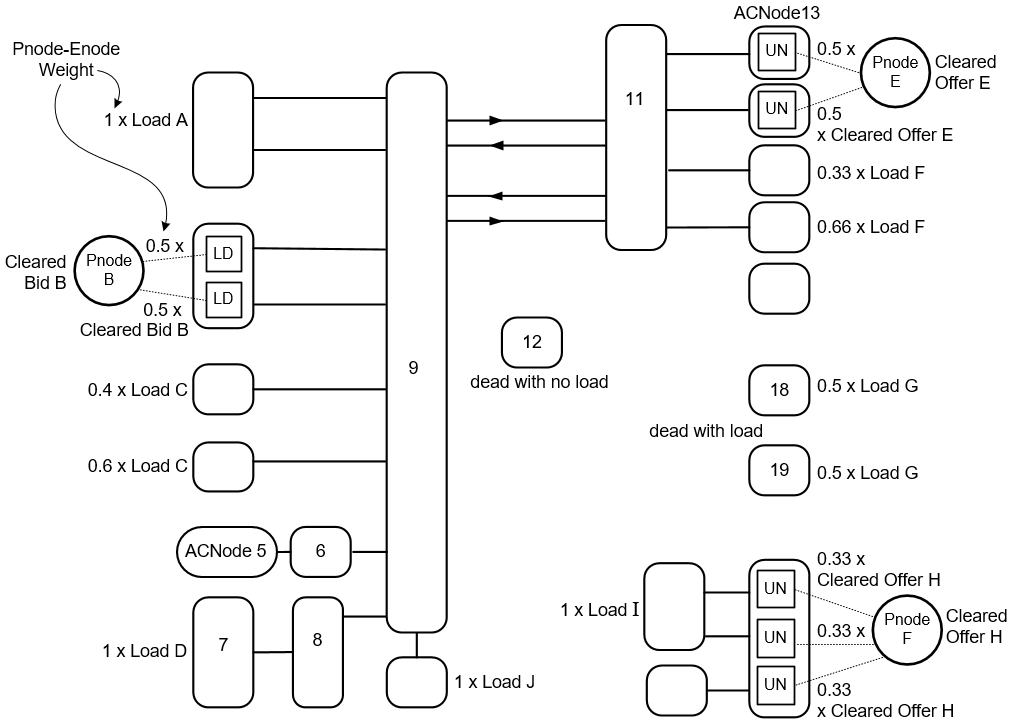 ACNode13
Pnode-Enode
Weight
1 x Load A
UN
0.5 x
Pnode
E
Cleared
Offer E
11
UN
0.5
x Cleared Offer E
0.33 x Load F
0.66 x Load F
Cleared
Bid B
Pnode
B
0.5 x
LD
0.5 x
LD
Cleared Bid B
12
dead with no load
9
0.4 x Load C
18
0.5 x Load G
dead with load
0.6 x Load C
19
0.5 x Load G
ACNode 5
6
0.33 x
Cleared Offer H
UN
1 x Load I
UN
0.33 x
Pnode
F
Cleared
Offer H
1 x Load D
7
8
1 x Load J
UN
0.33
x Cleared Offer H